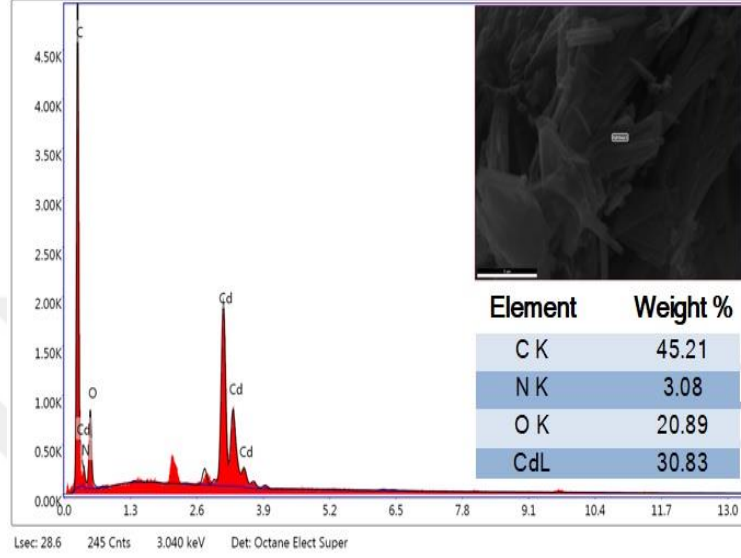 C
4.50K
4.00K
3.50K
3.00K
2.50K
2.00K
1.50K
1.00K
0.50K
0.00K
Cd
N
O
Cd
Cd
Cd
0.0 1.3 2.6 3.9 5.2 6.5 7.8 9.1 10.4 11.7 13.0
Element Weight %
C K 45.21
N K 3.08
O K 20.89
CdL 30.83
Lsec: 28.6 245 Cnts 3.040 keV Det: Octane Elect Super